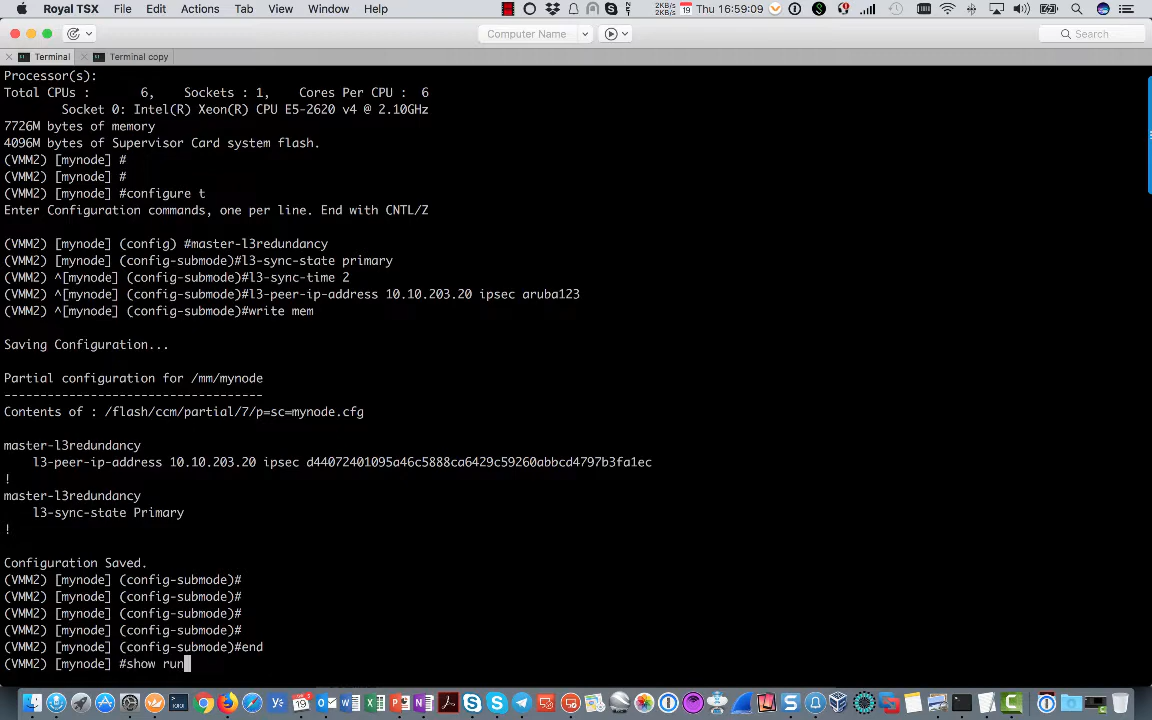 Royal TSX File Edit Actions Tab View Window Help 2KB/s 2KB/s 19 Thu 16:59:09
Computer Name
Search
Terminal Terminal copy
Processor(s):
Total CPUs : 6, Sockets : 1, Cores Per CPU : 6
Socket 0: Intel(R) Xeon(R) CPU E5-2620 v4 @ 2.10GHz
7726M bytes of memory
4096M bytes of Supervisor Card system flash.
(VMM2) [mynode] #
(VMM2) [mynode] #
(VMM2) [mynode] #configure t
Enter Configuration commands, one per line. End with CNTL/Z
(VMM2) [mynode] (config) #master-l3redundancy
(VMM2) [mynode] (config-submode)#l3-sync-state primary
(VMM2) ^[mynode] (config-submode)#l3-sync-time 2
(VMM2) ^[mynode] (config-submode)#l3-peer-ip-address 10.10.203.20 ipsec aruba123
(VMM2) ^[mynode] (config-submode)#write mem
Saving Configuration...
Partial configuration for /mm/mynode
------------------------------------
Contents of : /flash/ccm/partial/7/p=sc=mynode.cfg
master-l3redundancy
l3-peer-ip-address 10.10.203.20 ipsec d44072401095a46c5888ca6429c59260abbcd4797b3fa1ec
!
master-l3redundancy
l3-sync-state Primary
!
Configuration Saved.
(VMM2) [mynode] (config-submode)#
(VMM2) [mynode] (config-submode)#
(VMM2) [mynode] (config-submode)#
(VMM2) [mynode] (config-submode)#
(VMM2) [mynode] (config-submode)#end
(VMM2) [mynode] #show run